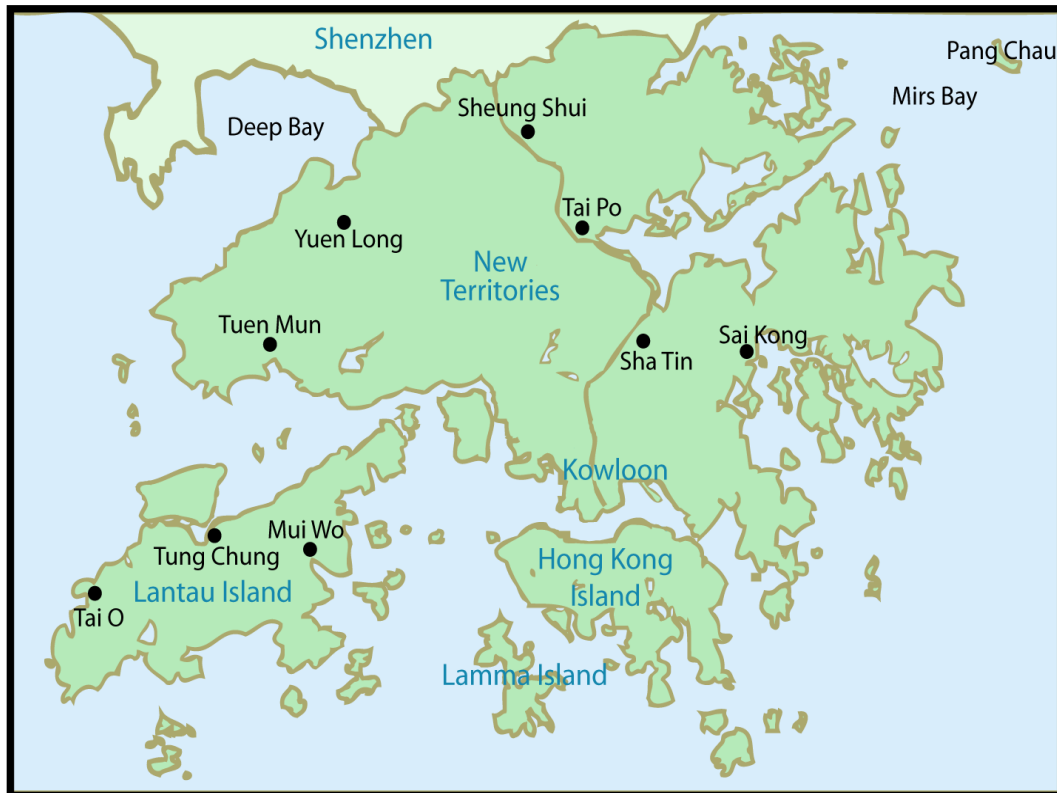 Shenzhen
Pang Chau
Mirs Bay
Sheung Shui
Deep Bay
Tai Po
Yuen Long
New
Territories
Tuen Mun
Sai Kong
Sha Tin
Kowloon
Mui Wo
Tung Chung
Hong Kong
Island
Lantau Island
Tai O
Lamma Island